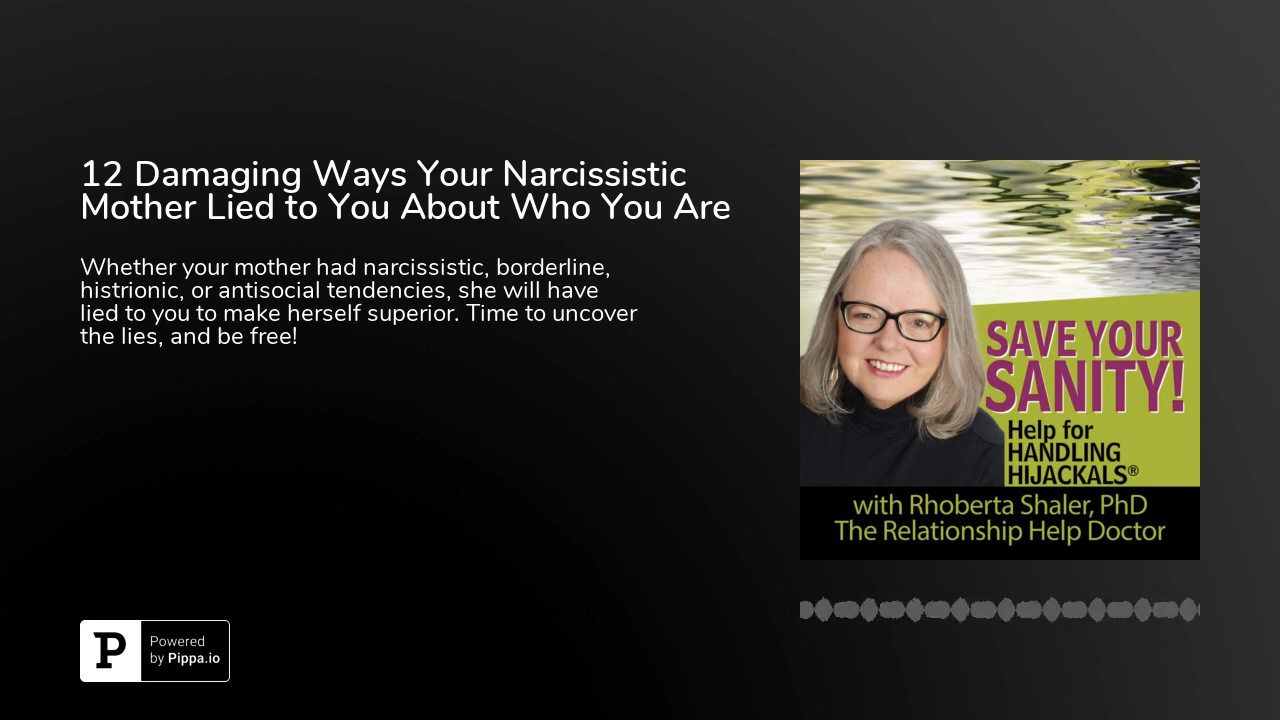 12 Damaging Ways Your Narcissistic
Mother Lied to You About Who You Are
Whether your mother had narcissistic, borderline,
histrionic, or antisocial tendencies, she will have
lied to you to make herself superior. Time to uncover
the lies, and be free!
SAVE YOUR
SANITY!
Help for
HANDLING
HIJACKALS®
with Rhoberta Shaler, PhD
The Relationship Help Doctor
P
Powered
by Pippa.io